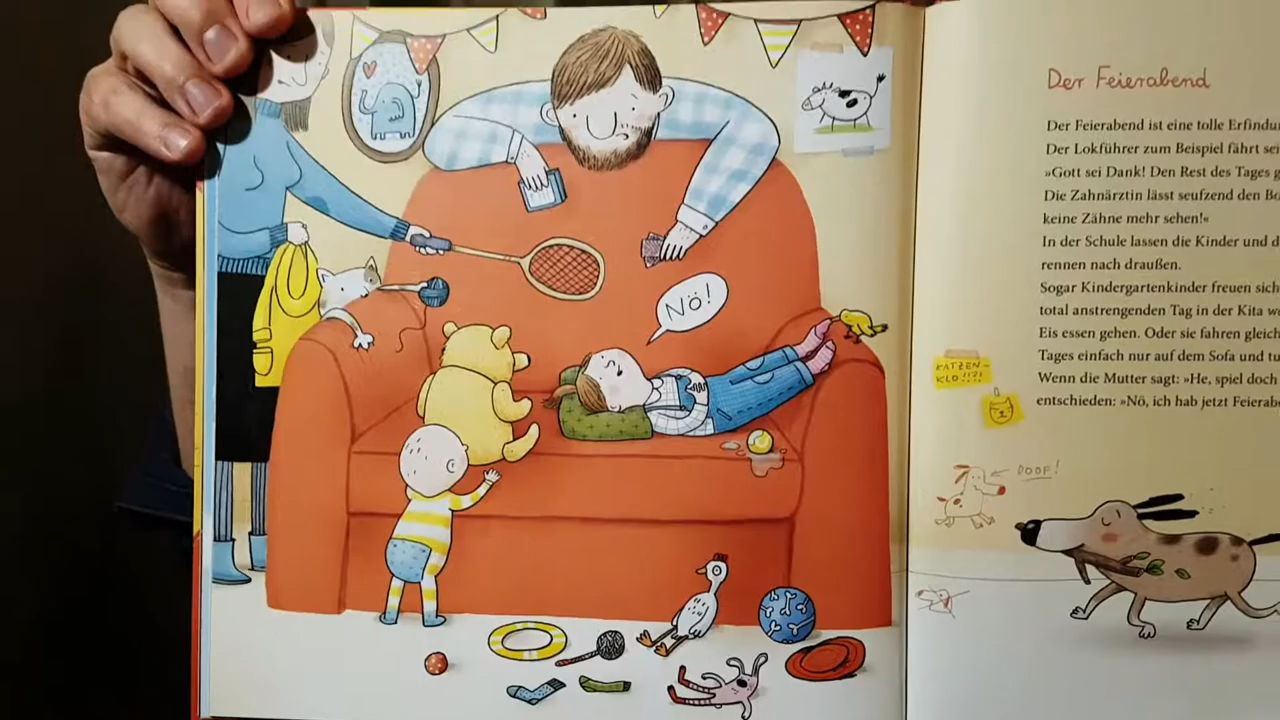 Nö!
Der Feierabend
Der Feierabend ist eine tolle Erfindu
Der Lokführer zum Beispiel fährt sei
»Gott sei Dank! Den Rest des Tages g
Die Zahnärztin lässt seufzend den Bo
keine Zähne mehr sehen!«
In der Schule lassen die Kinder und d
rennen nach draußen.
Sogar Kindergartenkinder freuen sich
total anstrengenden Tag in der Kita we
Eis essen gehen. Oder sie fahren gleich
Tages einfach nur auf dem Sofa und tu
Wenn die Mutter sagt: »He, spiel doch
entschieden: »Nö, ich hab jetzt Feierabe
KATZEN-
KLO !!?!
DOOF!